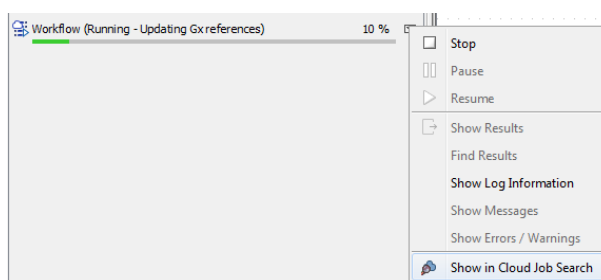 Workflow (Running - Updating Gx references) 10 %
Stop
Pause
Resume
Show Results
Find Results
Show Log Information
Show Messages
Show Errors / Warnings
Show in Cloud Job Search